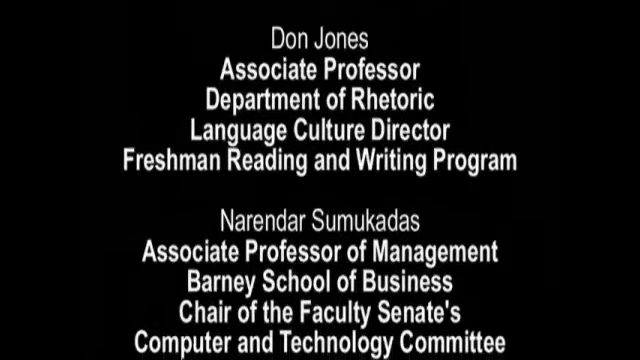 Don Jones
Associate Professor
Department of Rhetoric
Language Culture Director
Freshman Reading and Writing Program
Narendar Sumukadas
Associate Professor of Management
Barney School of Business
Chair of the Faculty Senate's
Computer and Technology Committee